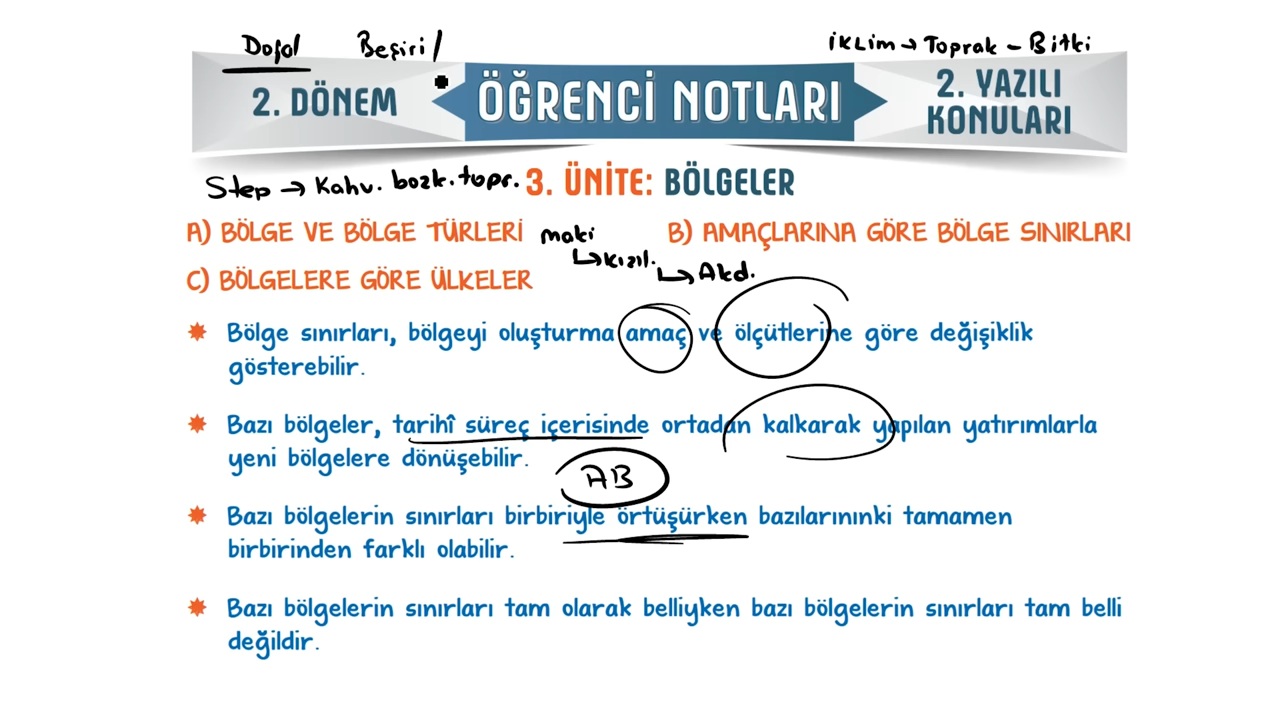 Doğal Beşiri/ İKLim → Toprak - Bitki
2. DÖNEM ÖĞRENCİ NOTLARI 2. YAZILI KONULARI
Step → Kahv. bozk. topr. 3. ÜNİTE: BÖLGELER
A) BÖLGE VE BÖLGE TÜRLERİ maki B) AMAÇLARINA GÖRE BÖLGE SINIRLARI
↳ kızıl. ↳ Akd.
C) BÖLGELERE GÖRE ÜLKELER
Bölge sınırları, bölgeyi oluşturma amaç ve ölçütlerine göre değişiklik
gösterebilir.
Bazı bölgeler, tarihî süreç içerisinde ortadan kalkarak yapılan yatırımlarla
yeni bölgelere dönüşebilir.
AB
Bazı bölgelerin sınırları birbiriyle örtüşürken bazılarınınki tamamen
birbirinden farklı olabilir.
Bazı bölgelerin sınırları tam olarak belliyken bazı bölgelerin sınırları tam belli
değildir.